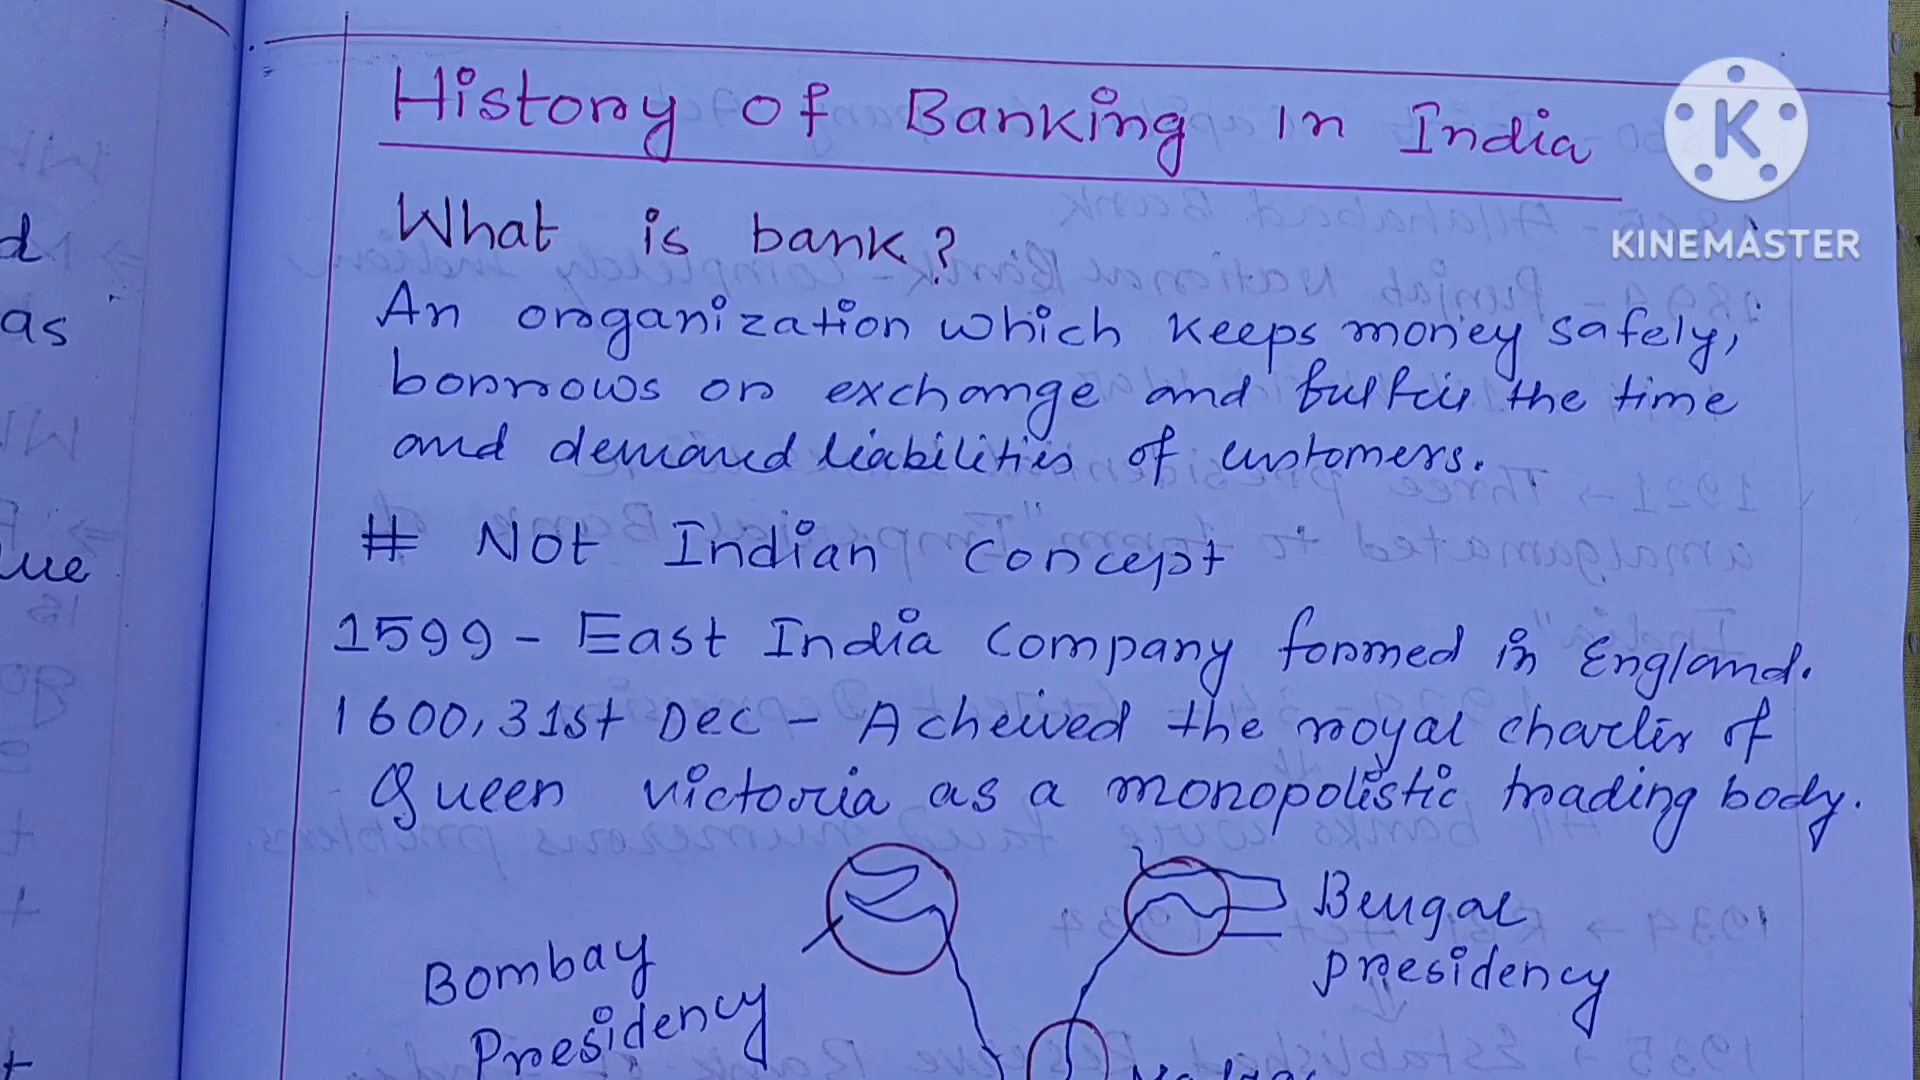 History of Banking in India
KINEMASTER
What is bank?
An organization which keeps money safely,
borrows or exchange and fulfill the time
and demand liabilities of customers.
# Not Indian Concept
1599 - East India Company formed in England.
1600, 31st Dec - Acheived the royal charter of
Queen victoria as a monopolistic trading body.
Bengal
presidency
Bombay
Presidency
d
as
ue